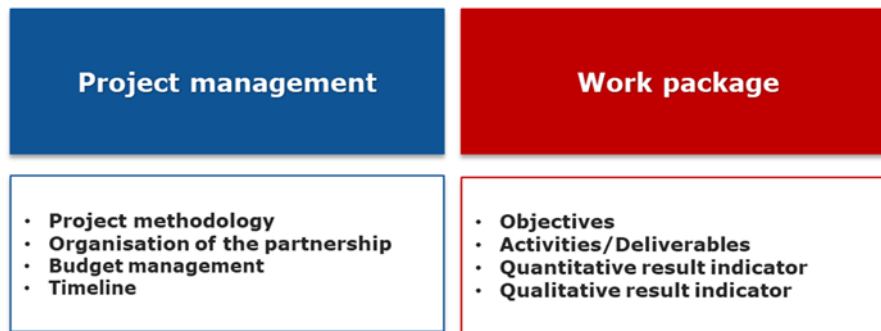 Project management
Work package
• Project methodology
• Organisation of the partnership
• Budget management
• Timeline
• Objectives
• Activities/Deliverables
• Quantitative result indicator
• Qualitative result indicator